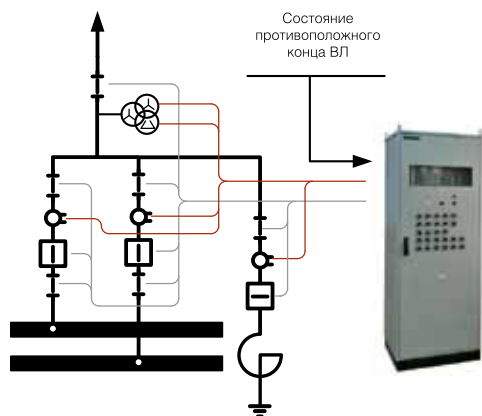 Состояние
противоположного
конца ВЛ